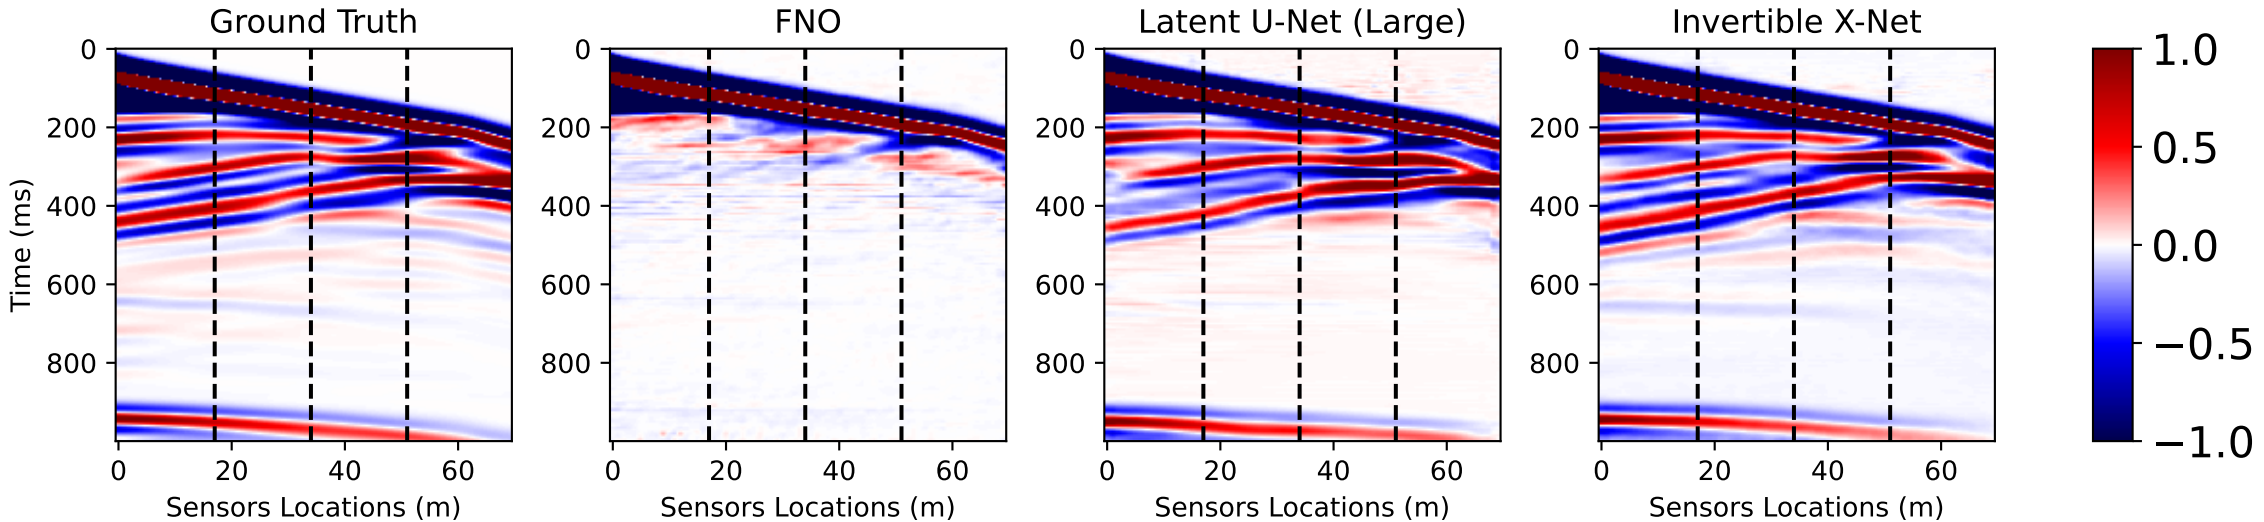 Ground Truth
FNO
Latent U-Net (Large)
Invertible X-Net
0
200
400
600
800
0
200
400
600
800
0
200
400
600
800
0
200
400
600
800
0 20 40 60
0 20 40 60
0 20 40 60
0 20 40 60
Time (ms)
Sensors Locations (m)
Sensors Locations (m)
Sensors Locations (m)
Sensors Locations (m)
1.0
0.5
0.0
−0.5
−1.0